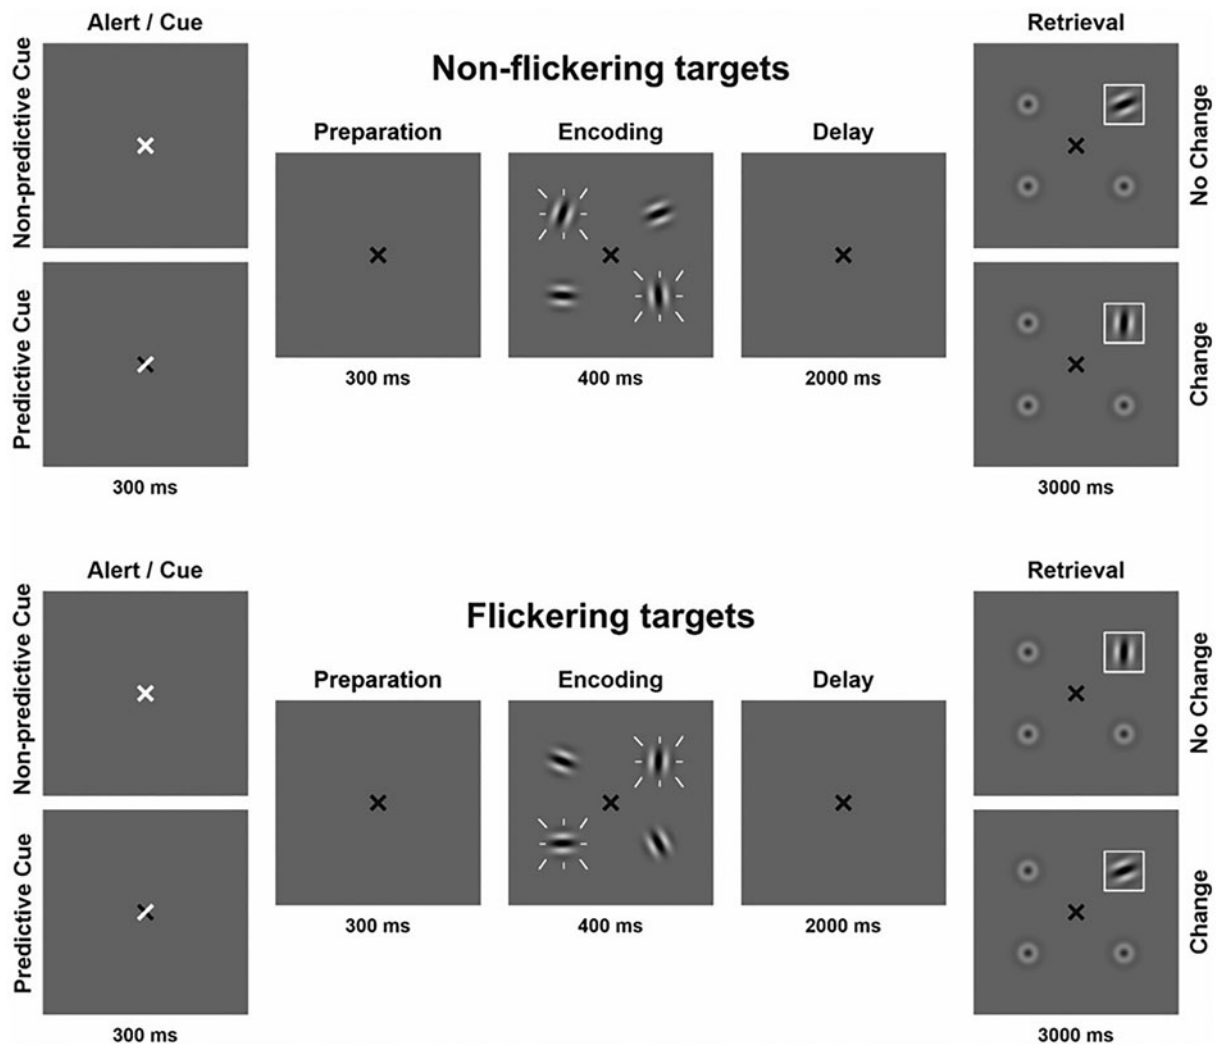 Alert / Cue
Retrieval
Non-flickering targets
Non-predictive Cue
No Change
Preparation
Encoding
Delay
Predictive Cue
Change
300 ms
400 ms
2000 ms
300 ms
3000 ms
Alert / Cue
Retrieval
Flickering targets
Non-predictive Cue
No Change
Preparation
Encoding
Delay
Predictive Cue
Change
300 ms
400 ms
2000 ms
300 ms
3000 ms